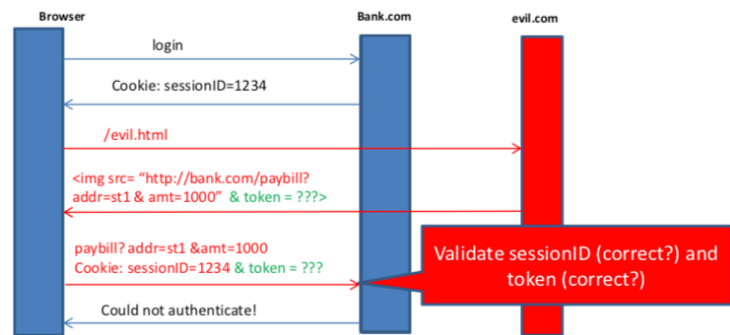 Browser
Bank.com
evil.com
login
Cookie: sessionID=1234
/evil.html
<img src= “http://bank.com/paybill?
addr=st1 & amt=1000” & token = ???>
paybill? addr=st1 &amt=1000
Cookie: sessionID=1234 & token = ???
Validate sessionID (correct?) and
token (correct?)
Could not authenticate!